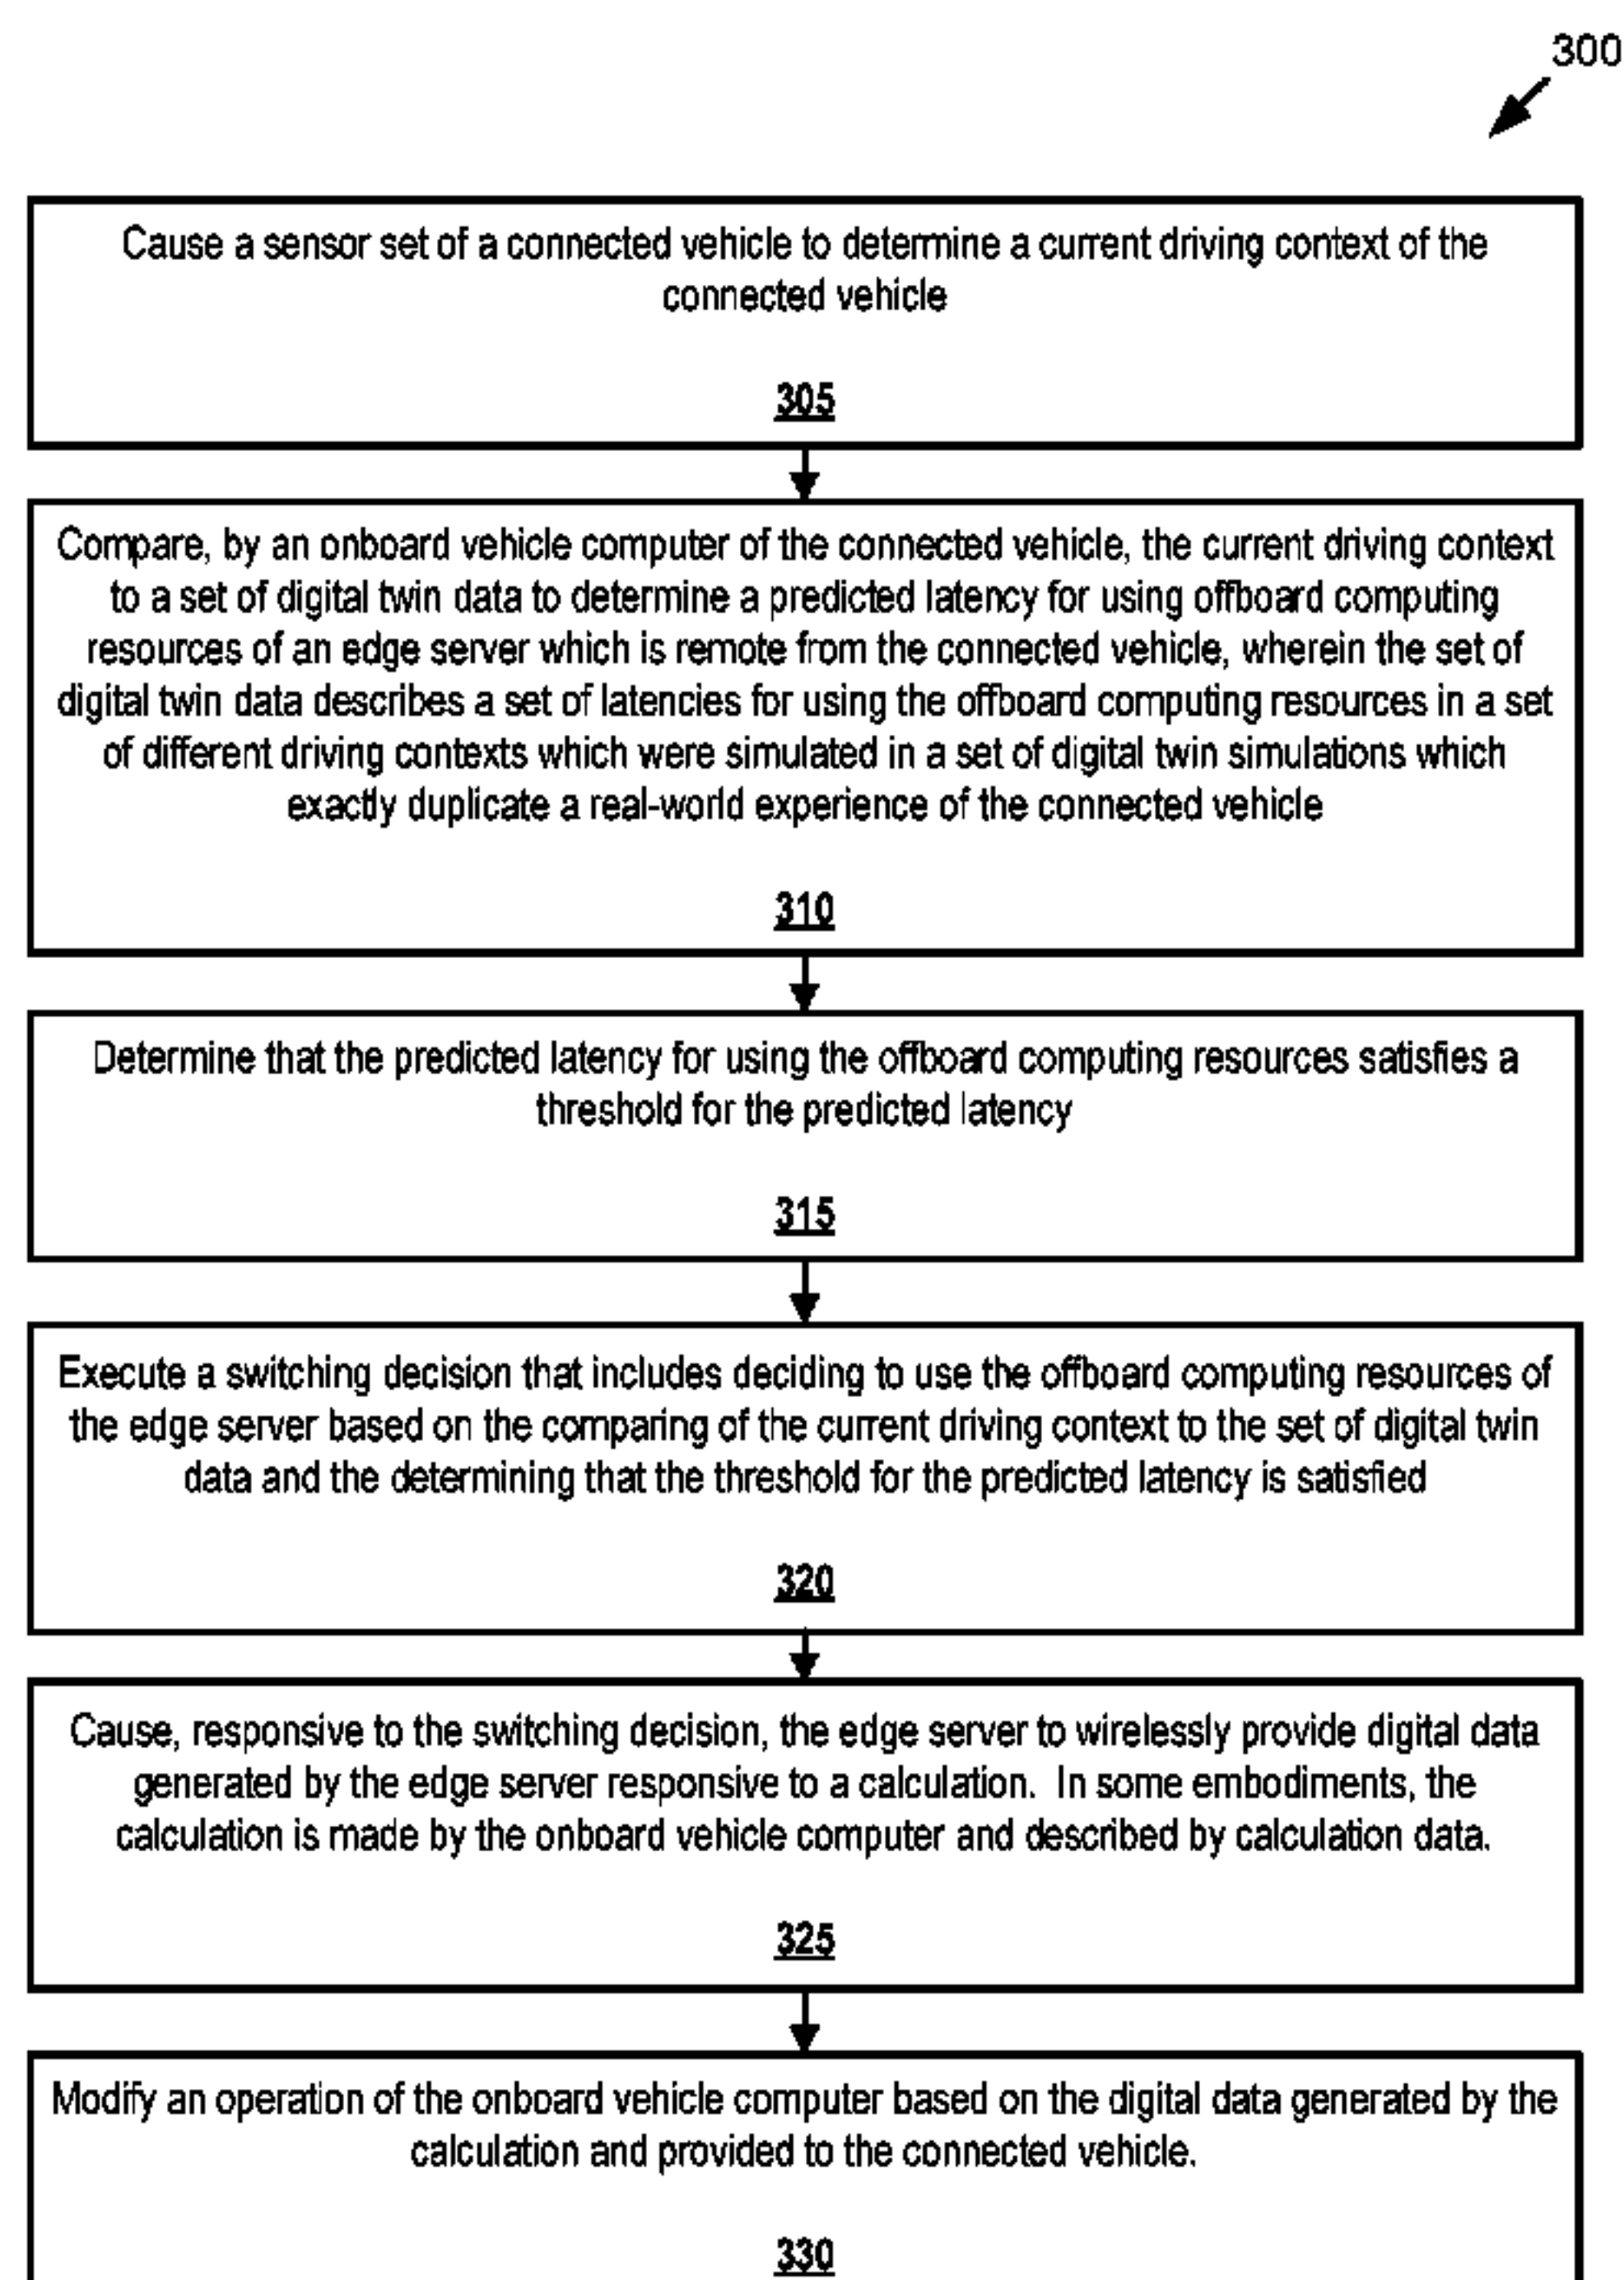 300
Cause a sensor set of a connected vehicle to determine a current driving context of the
connected vehicle
305
Compare, by an onboard vehicle computer of the connected vehicle, the current driving context
to a set of digital twin data to determine a predicted latency for using offboard computing
resources of an edge server which is remote from the connected vehicle, wherein the set of
digital twin data describes a set of latencies for using the offboard computing resources in a set
of different driving contexts which were simulated in a set of digital twin simulations which
exactly duplicate a real-world experience of the connected vehicle
310
Determine that the predicted latency for using the offboard computing resources satisfies a
threshold for the predicted latency
315
Execute a switching decision that includes deciding to use the offboard computing resources of
the edge server based on the comparing of the current driving context to the set of digital twin
data and the determining that the threshold for the predicted latency is satisfied
320
Cause, responsive to the switching decision, the edge server to wirelessly provide digital data
generated by the edge server responsive to a calculation. In some embodiments, the
calculation is made by the onboard vehicle computer and described by calculation data.
325
Modify an operation of the onboard vehicle computer based on the digital data generated by the
calculation and provided to the connected vehicle.
330